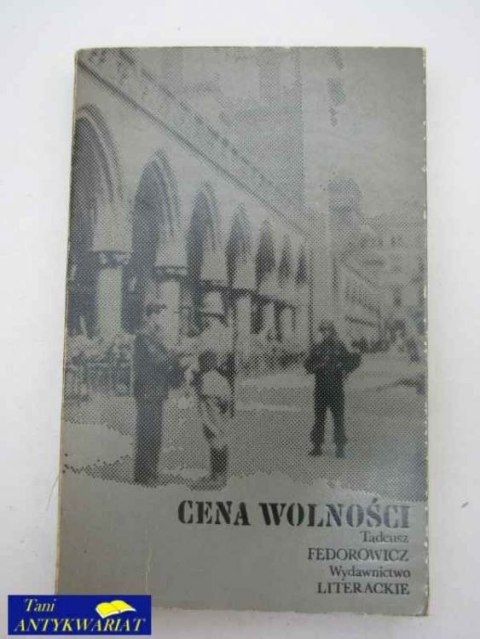 CENA WOLNOŚCI
Tadeusz
FEDOROWICZ
Wydawnictwo
LITERACKIE
Tani
ANTYKWARIAT